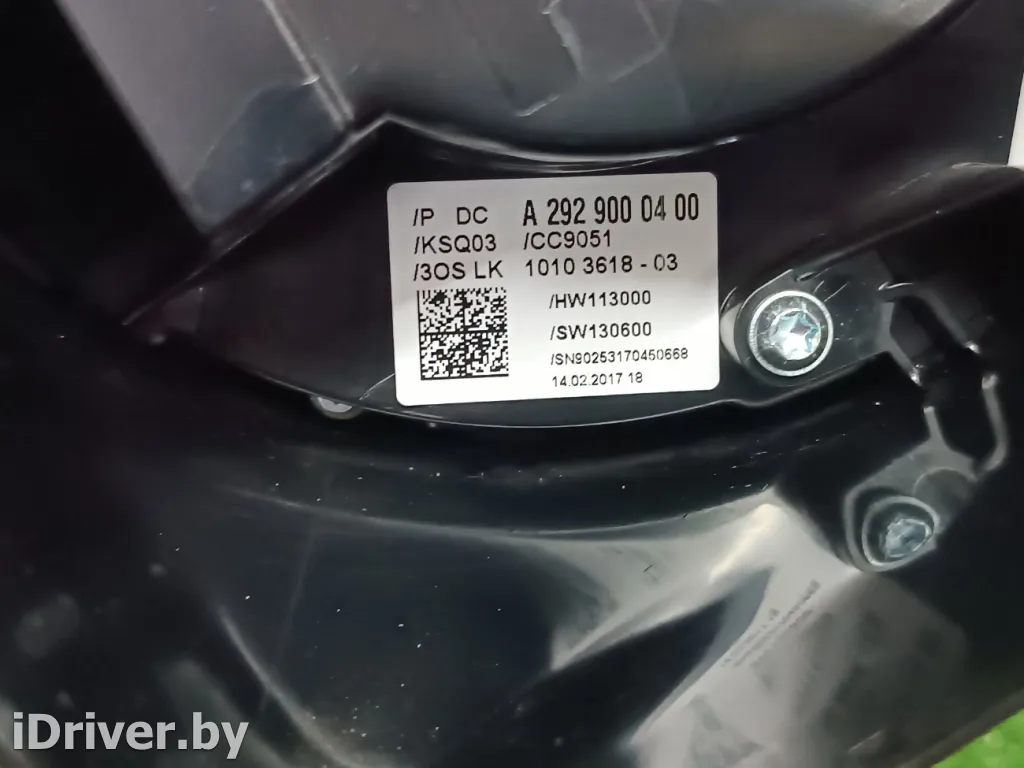 /P DC A 292 900 04 00
/KSQ03 /CC9051
/3OS LK 1010 3618 - 03
/HW113000
/SW130600
/SN90253170450668
14.02.2017 18
iDriver.by